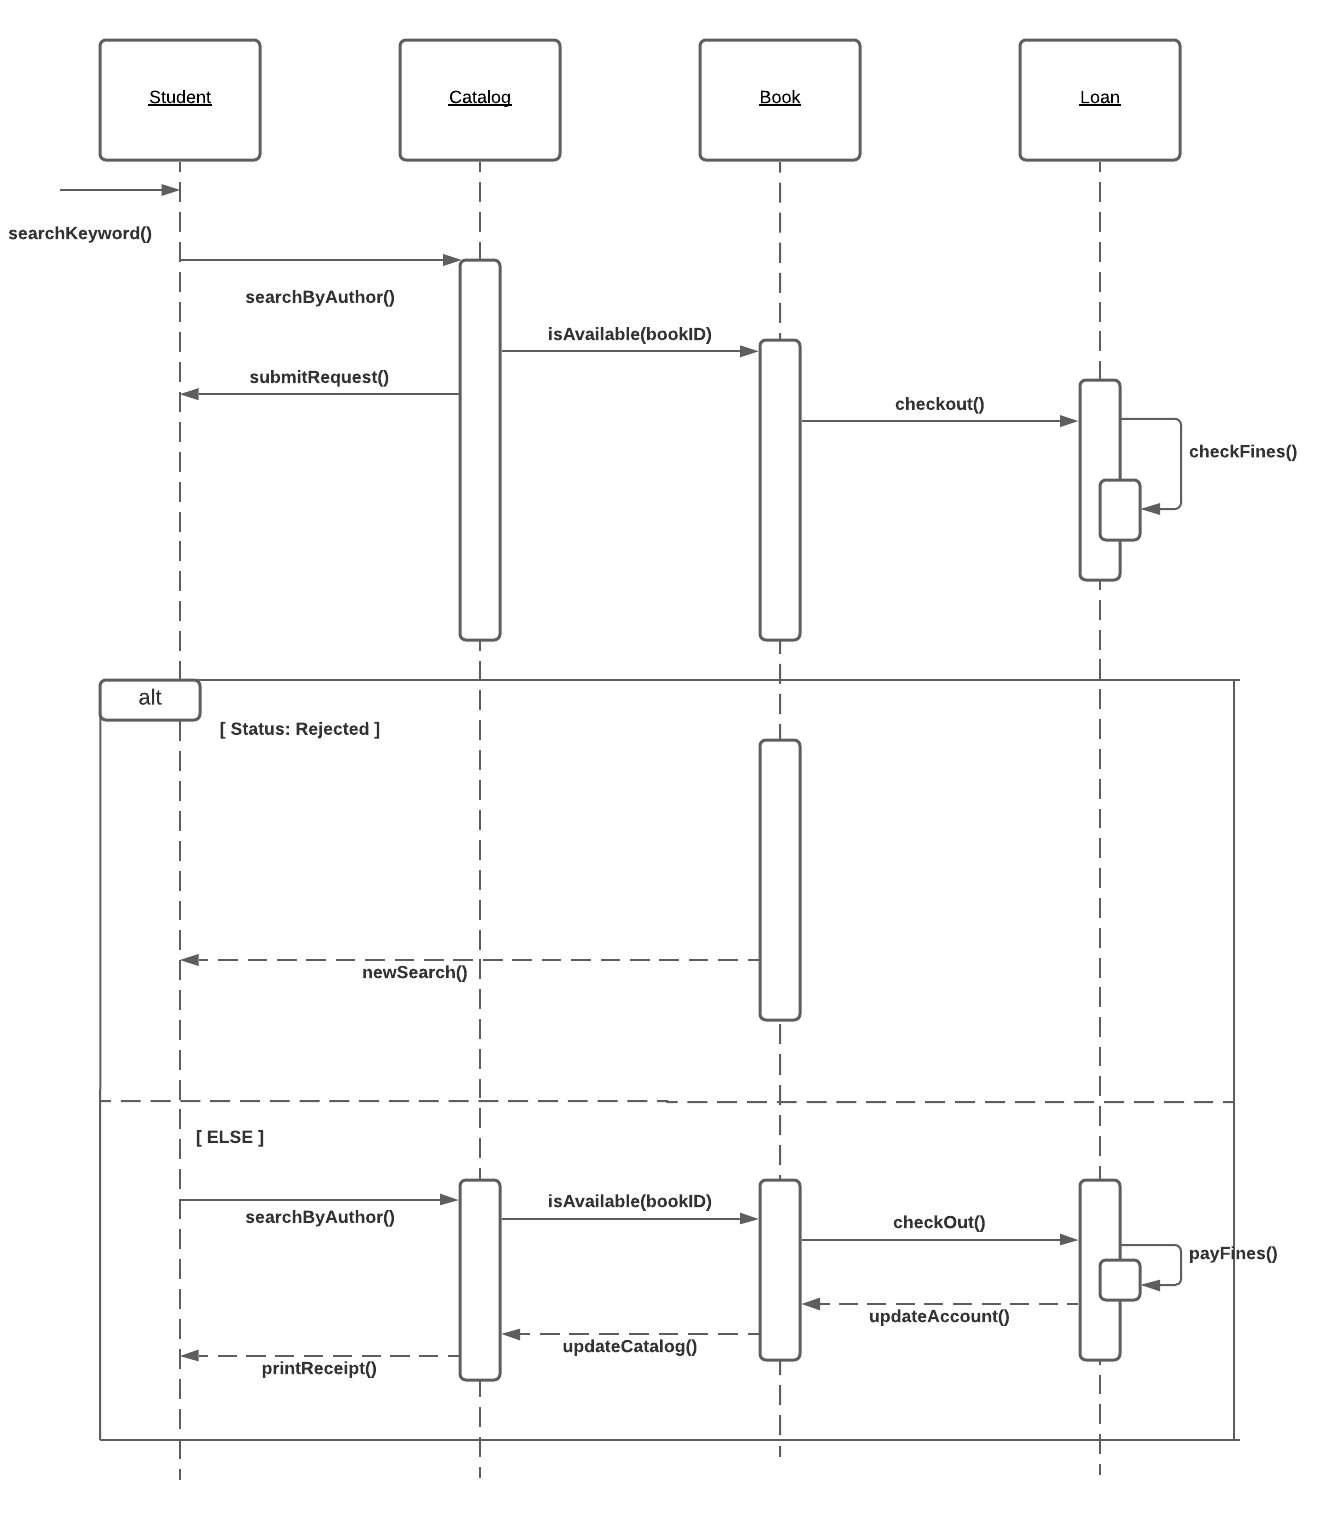 Student
Catalog
Book
Loan
searchKeyword()
searchByAuthor()
isAvailable(bookID)
submitRequest()
checkout()
checkFines()
alt
[ Status: Rejected ]
newSearch()
[ ELSE ]
searchByAuthor()
isAvailable(bookID)
checkOut()
payFines()
updateAccount()
updateCatalog()
printReceipt()